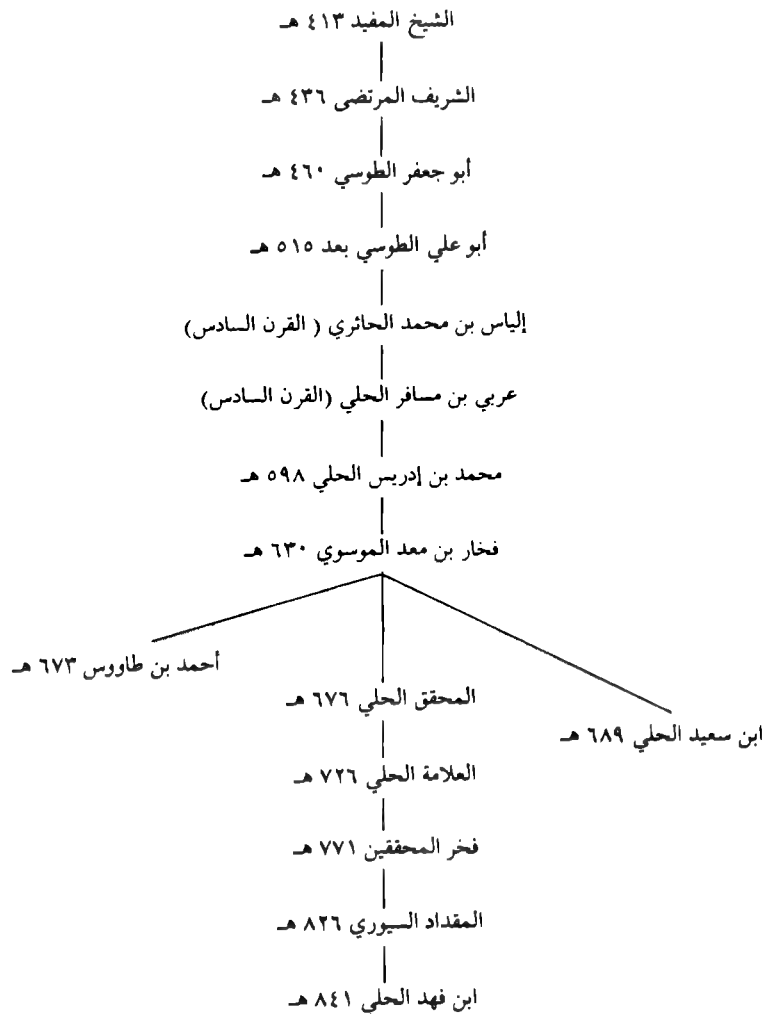 الشيخ المفيد ٤١٣ هـ
الشريف المرتضى ٤٣٦ هـ
أبو جعفر الطوسي ٤٦٠ هـ
أبو علي الطوسي بعد ٥١٥ هـ
إلياس بن محمد الحائري ( القرن السادس)
عربي بن مسافر الحلي (القرن السادس)
محمد بن إدريس الحلي ٥٩٨ هـ
فخار بن معد الموسوي ٦٣٠ هـ
أحمد بن طاووس ٦٧٣ هـ
المحقق الحلي ٦٧٦ هـ
ابن سعيد الحلي ٦٨٩ هـ
العلامة الحلي ٧٢٦ هـ
فخر المحققين ٧٧١ هـ
المقداد السيوري ٨٢٦ هـ
ابن فهد الحلي ٨٤١ هـ